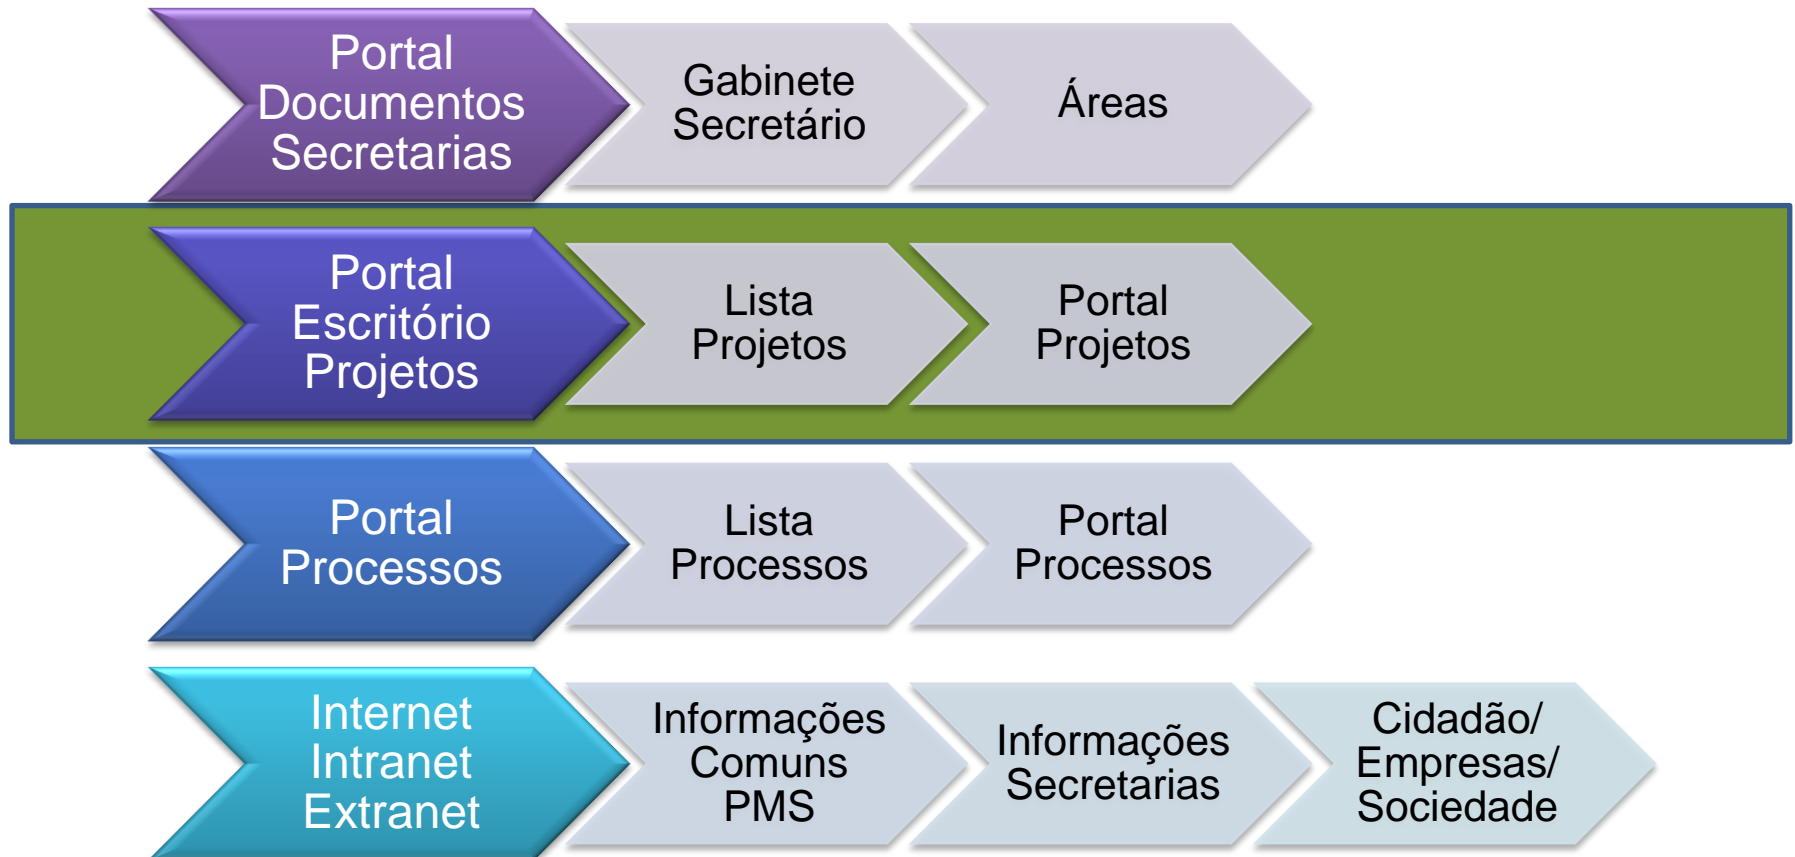 Portal
Documentos
Secretarias
Gabinete
Secretário
Áreas
Portal
Escritório
Projetos
Lista
Projetos
Portal
Projetos
Portal
Processos
Lista
Processos
Portal
Processos
Internet
Intranet
Extranet
Informações
Comuns
PMS
Informações
Secretarias
Cidadão/
Empresas/
Sociedade